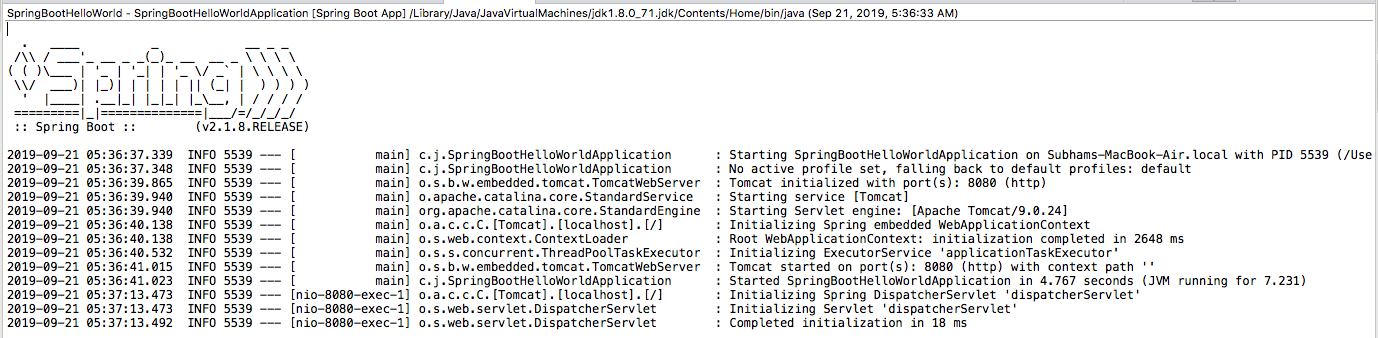 SpringBootHelloWorld - SpringBootHelloWorldApplication [Spring Boot App] /Library/Java/JavaVirtualMachines/jdk1.8.0_71.jdk/Contents/Home/bin/java (Sep 21, 2019, 5:36:33 AM)
  .   ____          _            __ _ _
 /\\ / ___'_ __ _ _(_)_ __  __ _ \ \ \ \
( ( )\___ | '_ | '_| | '_ \/ _` | \ \ \ \
 \\/  ___)| |_)| | | | | || (_| |  ) ) ) )
  '  |____| .__|_| |_|_| |_\__, | / / / /
 =========|_|==============|___/=/_/_/_/
 :: Spring Boot ::        (v2.1.8.RELEASE)
2019-09-21 05:36:37.339  INFO 5539 --- [           main] c.j.SpringBootHelloWorldApplication      : Starting SpringBootHelloWorldApplication on Subhams-MacBook-Air.local with PID 5539 (/Use
2019-09-21 05:36:37.348  INFO 5539 --- [           main] c.j.SpringBootHelloWorldApplication      : No active profile set, falling back to default profiles: default
2019-09-21 05:36:39.865  INFO 5539 --- [           main] o.s.b.w.embedded.tomcat.TomcatWebServer  : Tomcat initialized with port(s): 8080 (http)
2019-09-21 05:36:39.940  INFO 5539 --- [           main] o.apache.catalina.core.StandardService   : Starting service [Tomcat]
2019-09-21 05:36:39.940  INFO 5539 --- [           main] org.apache.catalina.core.StandardEngine  : Starting Servlet engine: [Apache Tomcat/9.0.24]
2019-09-21 05:36:40.138  INFO 5539 --- [           main] o.a.c.c.C.[Tomcat].[localhost].[/]       : Initializing Spring embedded WebApplicationContext
2019-09-21 05:36:40.138  INFO 5539 --- [           main] o.s.web.context.ContextLoader            : Root WebApplicationContext: initialization completed in 2648 ms
2019-09-21 05:36:40.532  INFO 5539 --- [           main] o.s.s.concurrent.ThreadPoolTaskExecutor  : Initializing ExecutorService 'applicationTaskExecutor'
2019-09-21 05:36:41.015  INFO 5539 --- [           main] o.s.b.w.embedded.tomcat.TomcatWebServer  : Tomcat started on port(s): 8080 (http) with context path ''
2019-09-21 05:36:41.023  INFO 5539 --- [           main] c.j.SpringBootHelloWorldApplication      : Started SpringBootHelloWorldApplication in 4.767 seconds (JVM running for 7.231)
2019-09-21 05:37:13.473  INFO 5539 --- [nio-8080-exec-1] o.a.c.c.C.[Tomcat].[localhost].[/]       : Initializing Spring DispatcherServlet 'dispatcherServlet'
2019-09-21 05:37:13.473  INFO 5539 --- [nio-8080-exec-1] o.s.web.servlet.DispatcherServlet        : Initializing Servlet 'dispatcherServlet'
2019-09-21 05:37:13.492  INFO 5539 --- [nio-8080-exec-1] o.s.web.servlet.DispatcherServlet        : Completed initialization in 18 ms